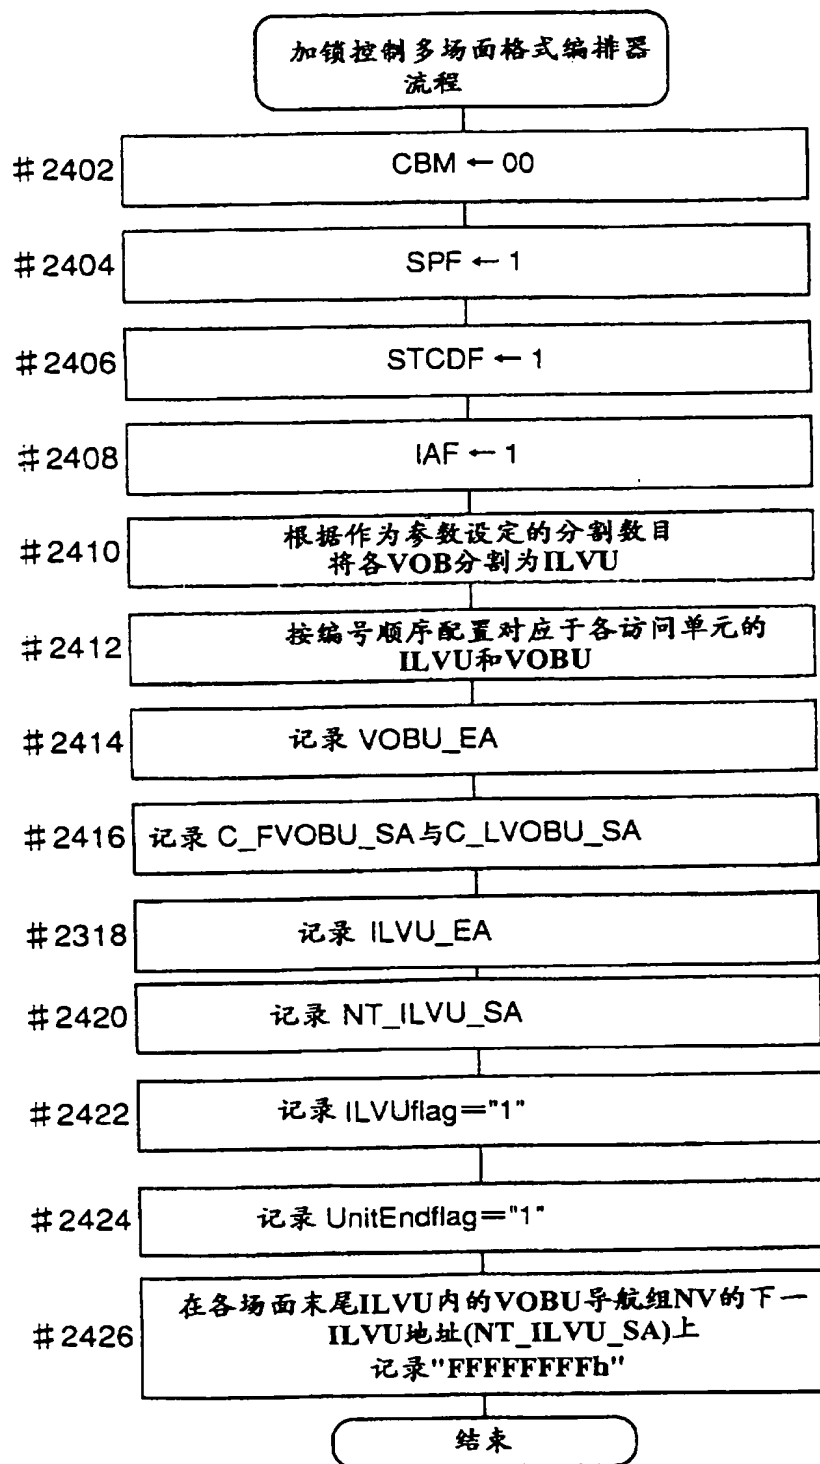 加锁控制多场面格式编排器
流程
#2402
CBM ← 00
#2404
SPF ← 1
#2406
STCDF ← 1
#2408
IAF ← 1
#2410
根据作为参数设定的分割数目
将各VOB分割为ILVU
#2412
按编号顺序配置对应于各访问单元的
ILVU和VOBU
#2414
记录 VOBU_EA
#2416
记录 C_FVOBU_SA与C_LVOBU_SA
#2318
记录 ILVU_EA
#2420
记录 NT_ILVU_SA
#2422
记录 ILVUflag="1"
#2424
记录 UnitEndflag="1"
#2426
在各场面末尾ILVU内的VOBU导航组NV的下一
ILVU地址(NT_ILVU_SA)上
记录"FFFFFFFFh"
结束